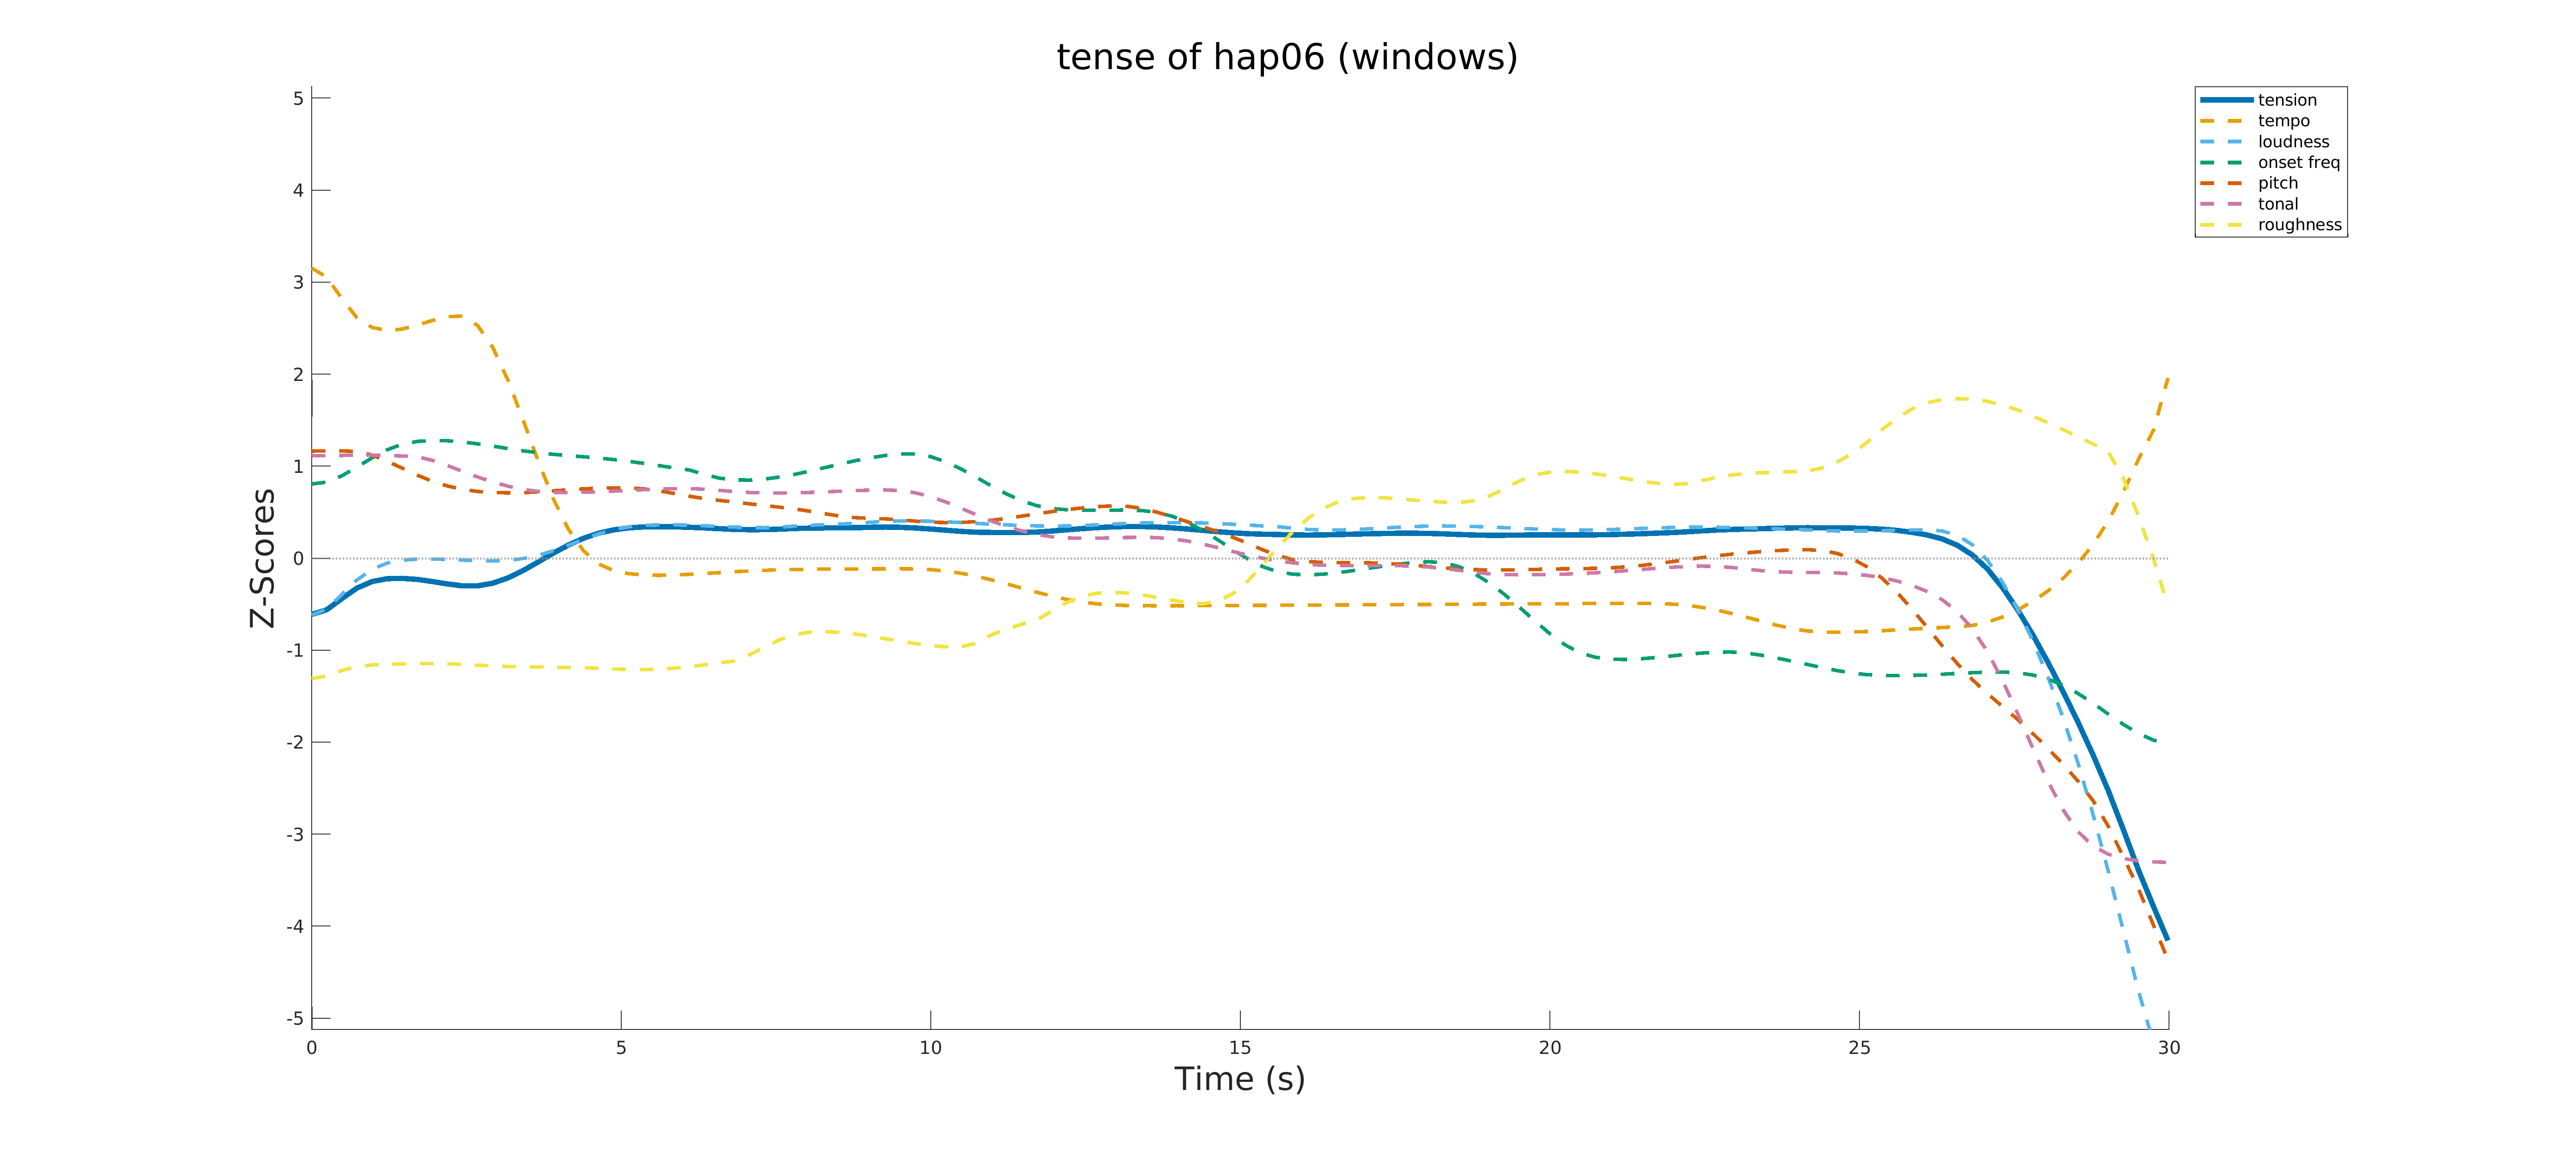 tense of hap06 (windows)
5
4
3
2
1
0
-1
-2
-3
-4
-5
Z-Scores
0 5 10 15 20 25 30
Time (s)
tension
tempo
loudness
onset freq
pitch
tonal
roughness